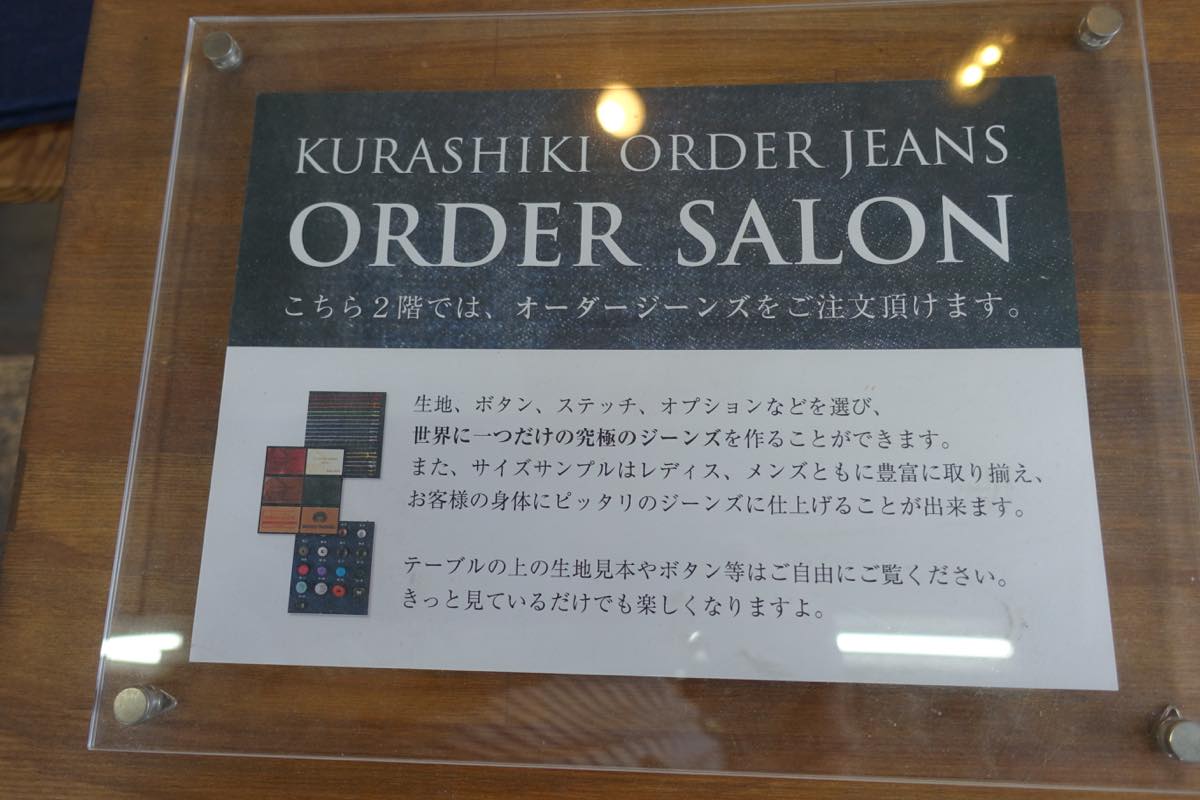 KURASHIKI ORDER JEANS
ORDER SALON
こちら２階では、オーダージーンズをご注文頂けます。
生地、ボタン、ステッチ、オプションなどを選び、
世界に一つだけの究極のジーンズを作ることができます。
また、サイズサンプルはレディス、メンズともに豊富に取り揃え、
お客様の身体にピッタリのジーンズに仕上げることが出来ます。
テーブルの上の生地見本やボタン等はご自由にご覧ください。
きっと見ているだけでも楽しくなりますよ。